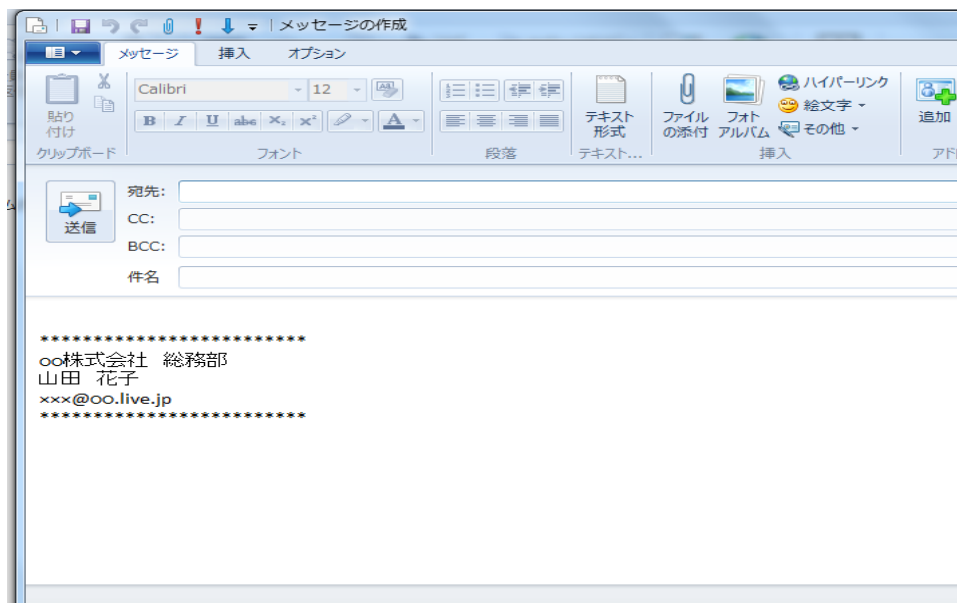 メッセージの作成
メッセージ 挿入 オプション
貼り付け
クリップボード
Calibri 12
B I U abc X₂ X²
フォント
段落
テキスト形式
テキスト...
ファイルの添付
フォトアルバム
ハイパーリンク
絵文字
その他
挿入
追加
アド
送信
宛先:
CC:
BCC:
件名
*************************
oo株式会社 総務部
山田 花子
xxx@oo.live.jp
*************************